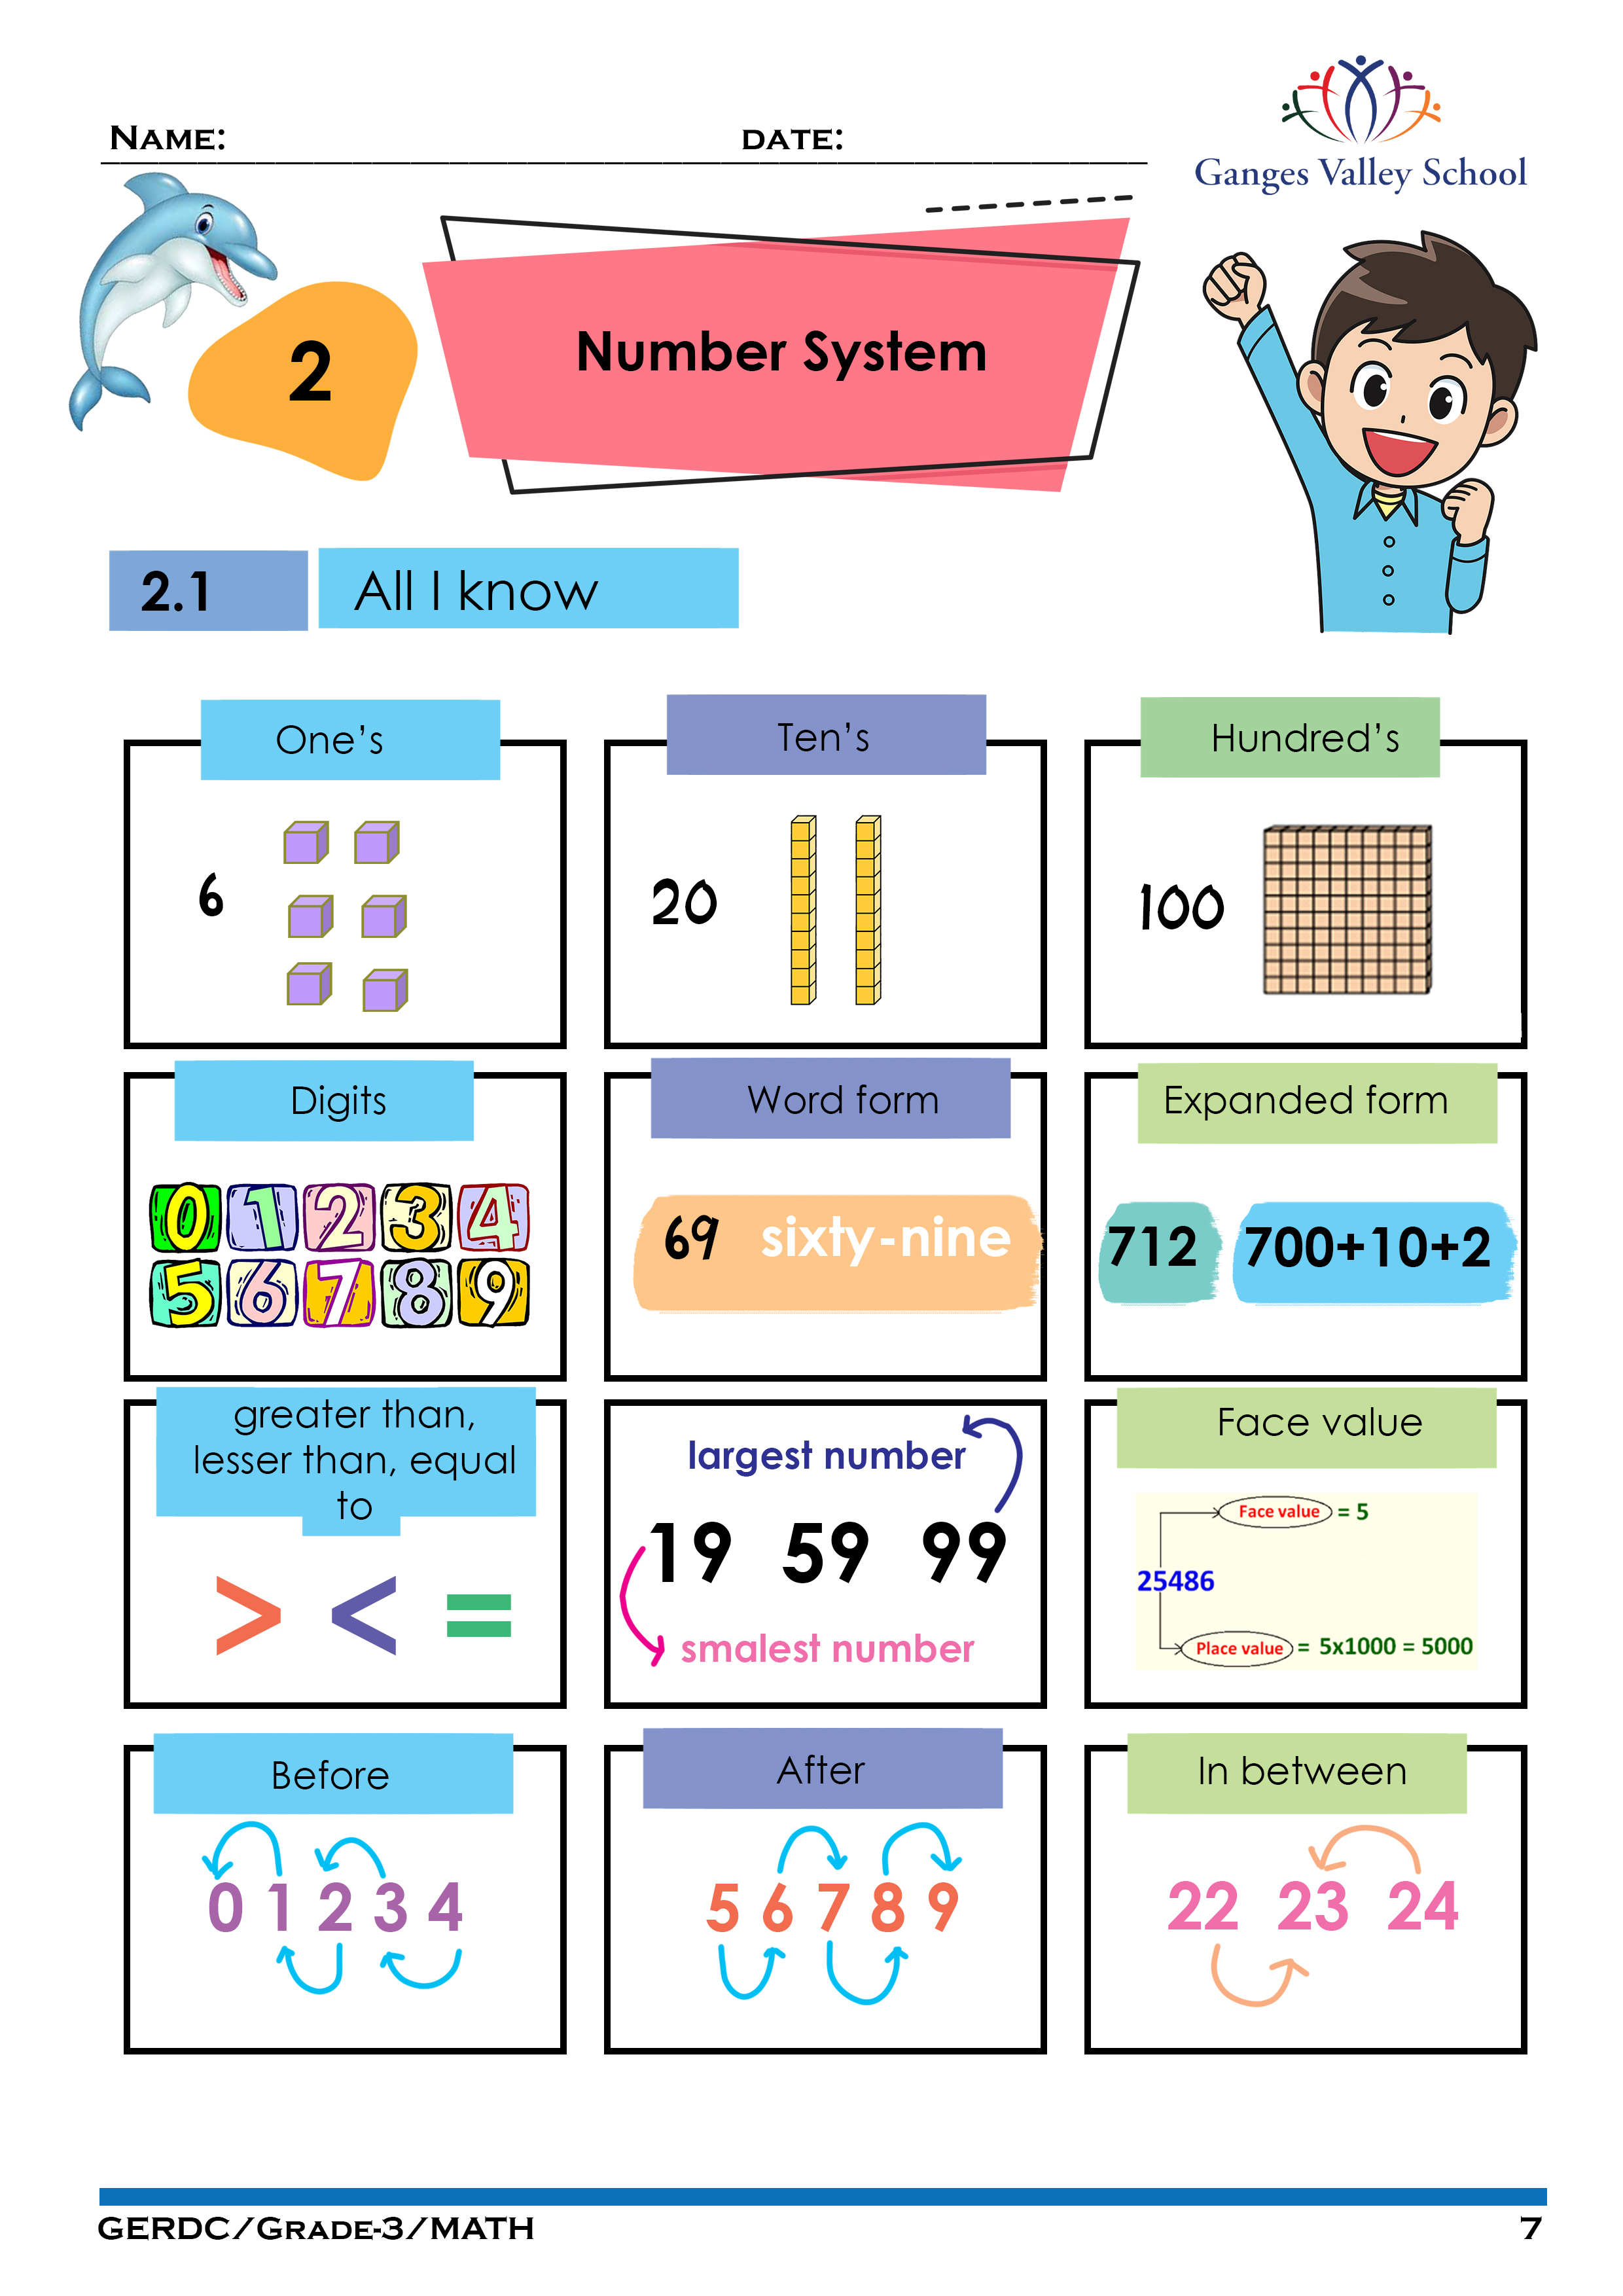 NAME: DATE:
Ganges Valley School
2
Number System
2.1 All I know
One's
6
Ten's
20
Hundred's
100
Digits
0 1 2 3 4
5 6 7 8 9
Word form
69 sixty-nine
Expanded form
712 700+10+2
greater than,
lesser than, equal
to
> < =
largest number
19 59 99
smalest number
Face value
Face value = 5
25486
Place value = 5x1000 = 5000
Before
0 1 2 3 4
After
5 6 7 8 9
In between
22 23 24
GERDC/GRADE-3/MATH 7